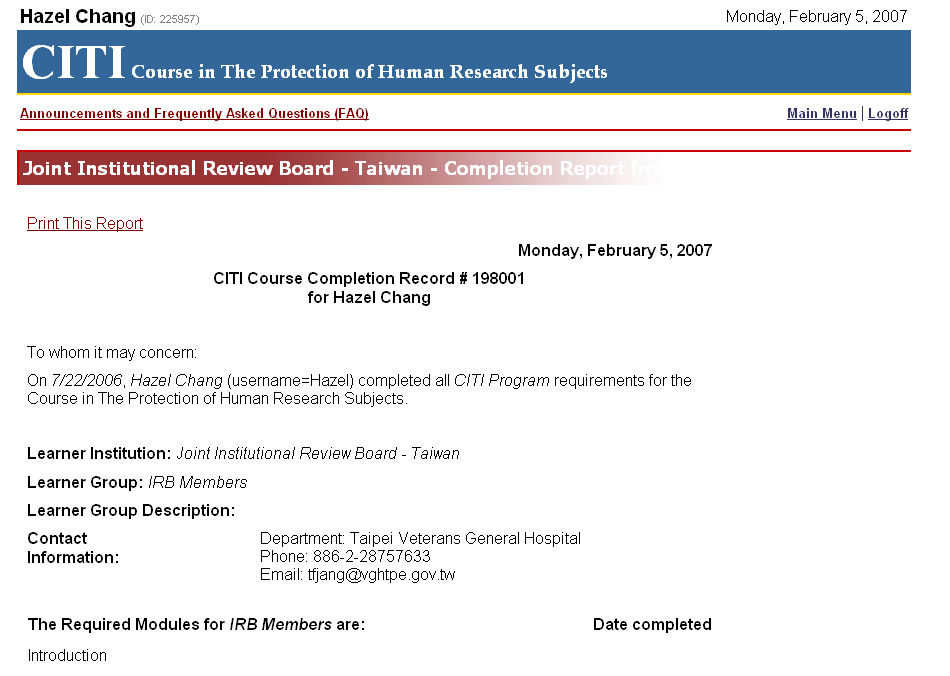 Hazel Chang (ID: 225957) Monday, February 5, 2007
CITI Course in The Protection of Human Research Subjects
Announcements and Frequently Asked Questions (FAQ) Main Menu | Logoff
Joint Institutional Review Board - Taiwan - Completion Report from
Print This Report
Monday, February 5, 2007
CITI Course Completion Record # 198001
for Hazel Chang
To whom it may concern:
On 7/22/2006, Hazel Chang (username=Hazel) completed all CITI Program requirements for the
Course in The Protection of Human Research Subjects.
Learner Institution: Joint Institutional Review Board - Taiwan
Learner Group: IRB Members
Learner Group Description:
Contact Department: Taipei Veterans General Hospital
Information: Phone: 886-2-28757633
Email: tfjang@vghtpe.gov.tw
The Required Modules for IRB Members are: Date completed
Introduction